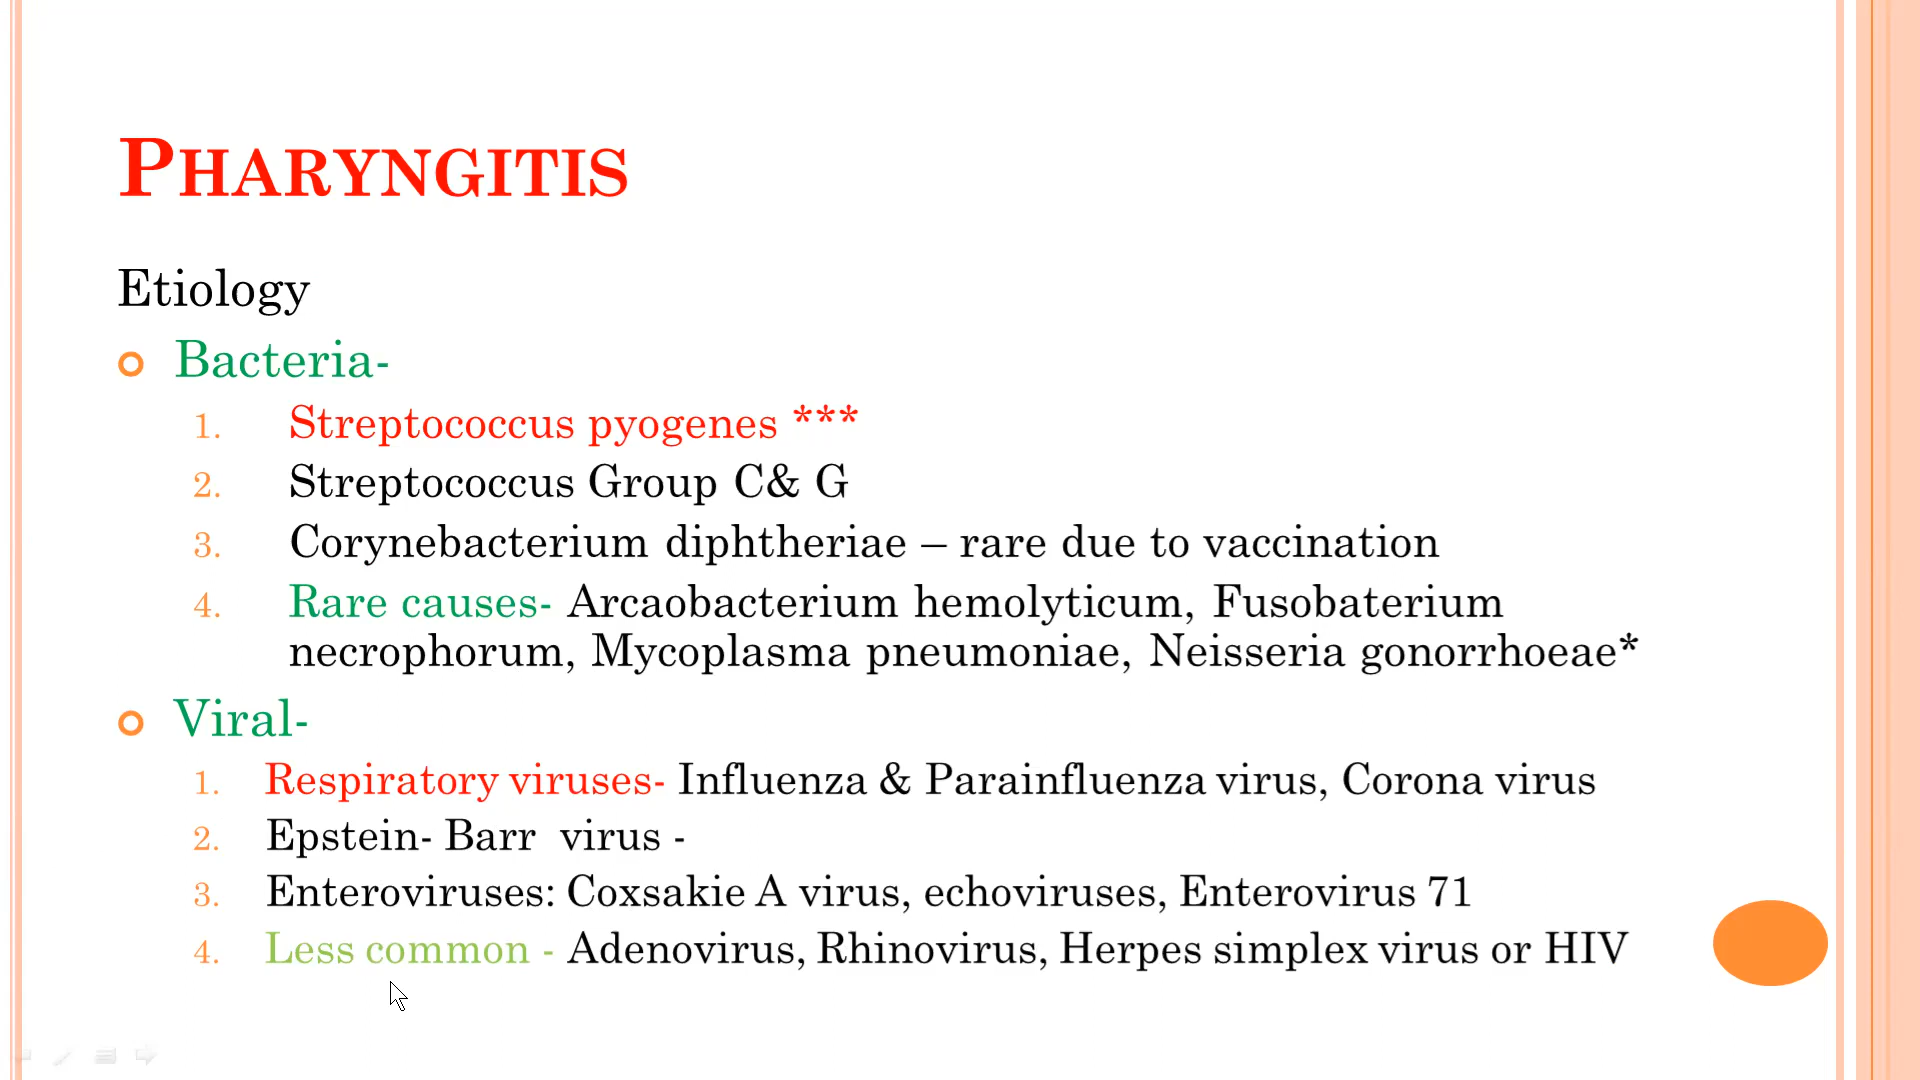 PHARYNGITIS
Etiology
Bacteria-
1. Streptococcus pyogenes ***
2. Streptococcus Group C& G
3. Corynebacterium diphtheriae – rare due to vaccination
4. Rare causes- Arcaobacterium hemolyticum, Fusobaterium
necrophorum, Mycoplasma pneumoniae, Neisseria gonorrhoeae*
Viral-
1. Respiratory viruses- Influenza & Parainfluenza virus, Corona virus
2. Epstein- Barr virus -
3. Enteroviruses: Coxsakie A virus, echoviruses, Enterovirus 71
4. Less common - Adenovirus, Rhinovirus, Herpes simplex virus or HIV